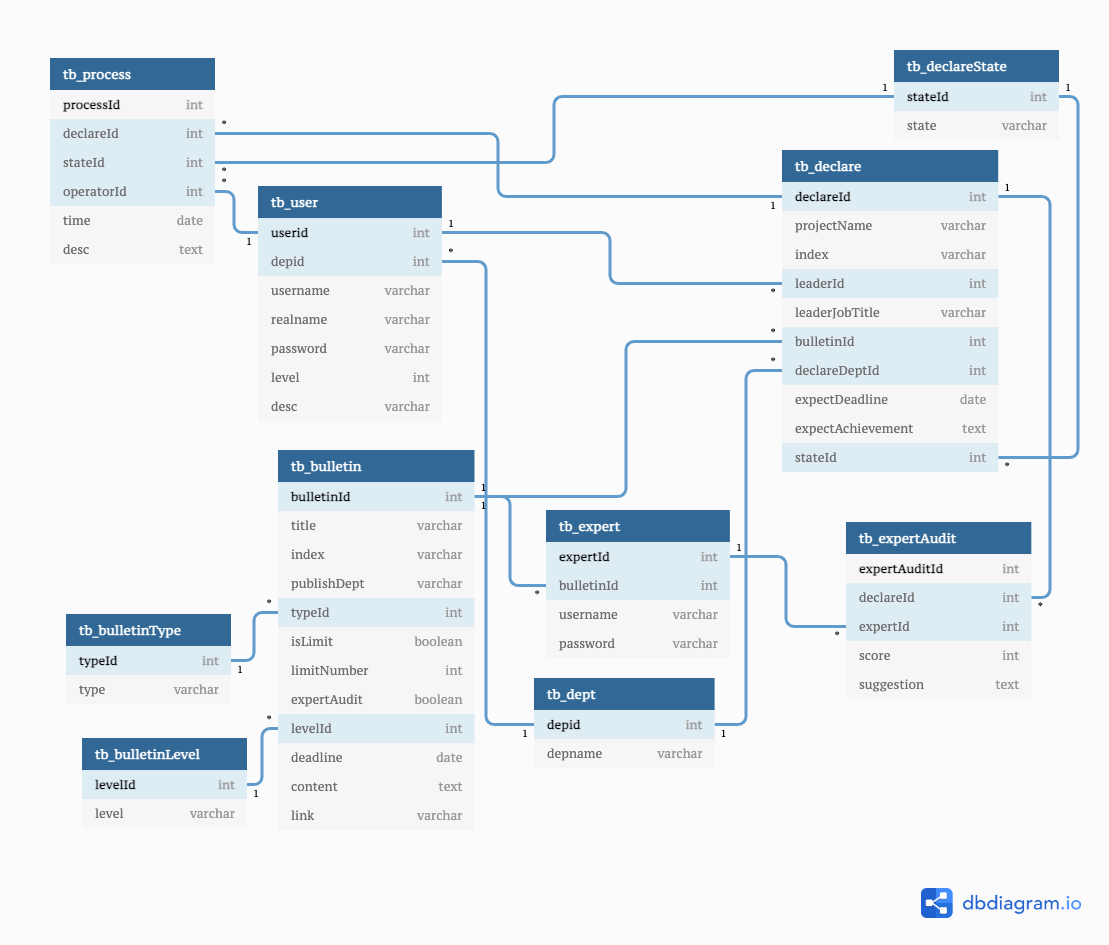 tb_process
processId int
*
declareId int
stateId int
*
*
operatorId int
1
time date
desc text
tb_user
userid int
1
depid int
*
username varchar
realname varchar
password varchar
level int
desc varchar
tb_declareState
1
1
stateId int
state varchar
tb_declare
1
declareId int
1
projectName varchar
index varchar
leaderId int
*
leaderJobTitle varchar
*
bulletinId int
*
declareDeptId int
expectDeadline date
expectAchievement text
stateId int
*
tb_bulletin
1
bulletinId int
1
title varchar
index varchar
publishDept varchar
*
typeId int
isLimit boolean
limitNumber int
expertAudit boolean
*
levelId int
deadline date
content text
link varchar
tb_expert
1
expertId int
bulletinId int
*
username varchar
password varchar
tb_expertAudit
expertAuditId int
declareId int
*
expertId int
*
score int
suggestion text
tb_bulletinType
typeId int
1
type varchar
tb_dept
depid int
1
1
depname varchar
tb_bulletinLevel
levelId int
1
level varchar
dbdiagram.io